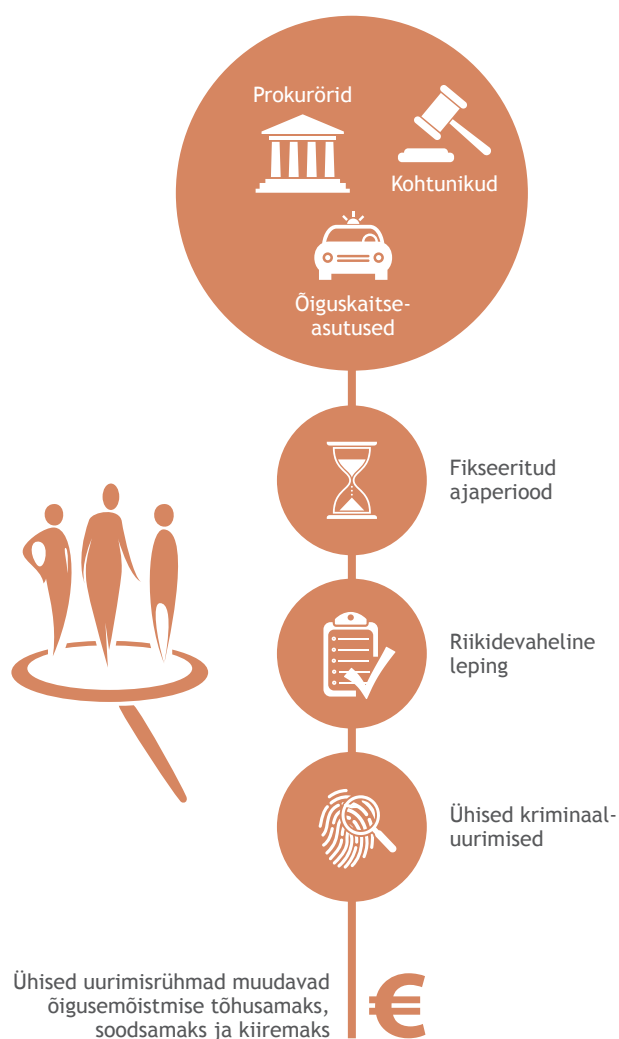 Prokurörid
Kohtunikud
Õiguskaitse-
asutused
Fikseeritud
ajaperiood
Riikidevaheline
leping
Ühised kriminaal-
uurimised
Ühised uurimisrühmad muudavad
õigusemõistmise tõhusamaks,
soodsamaks ja kiiremaks
€